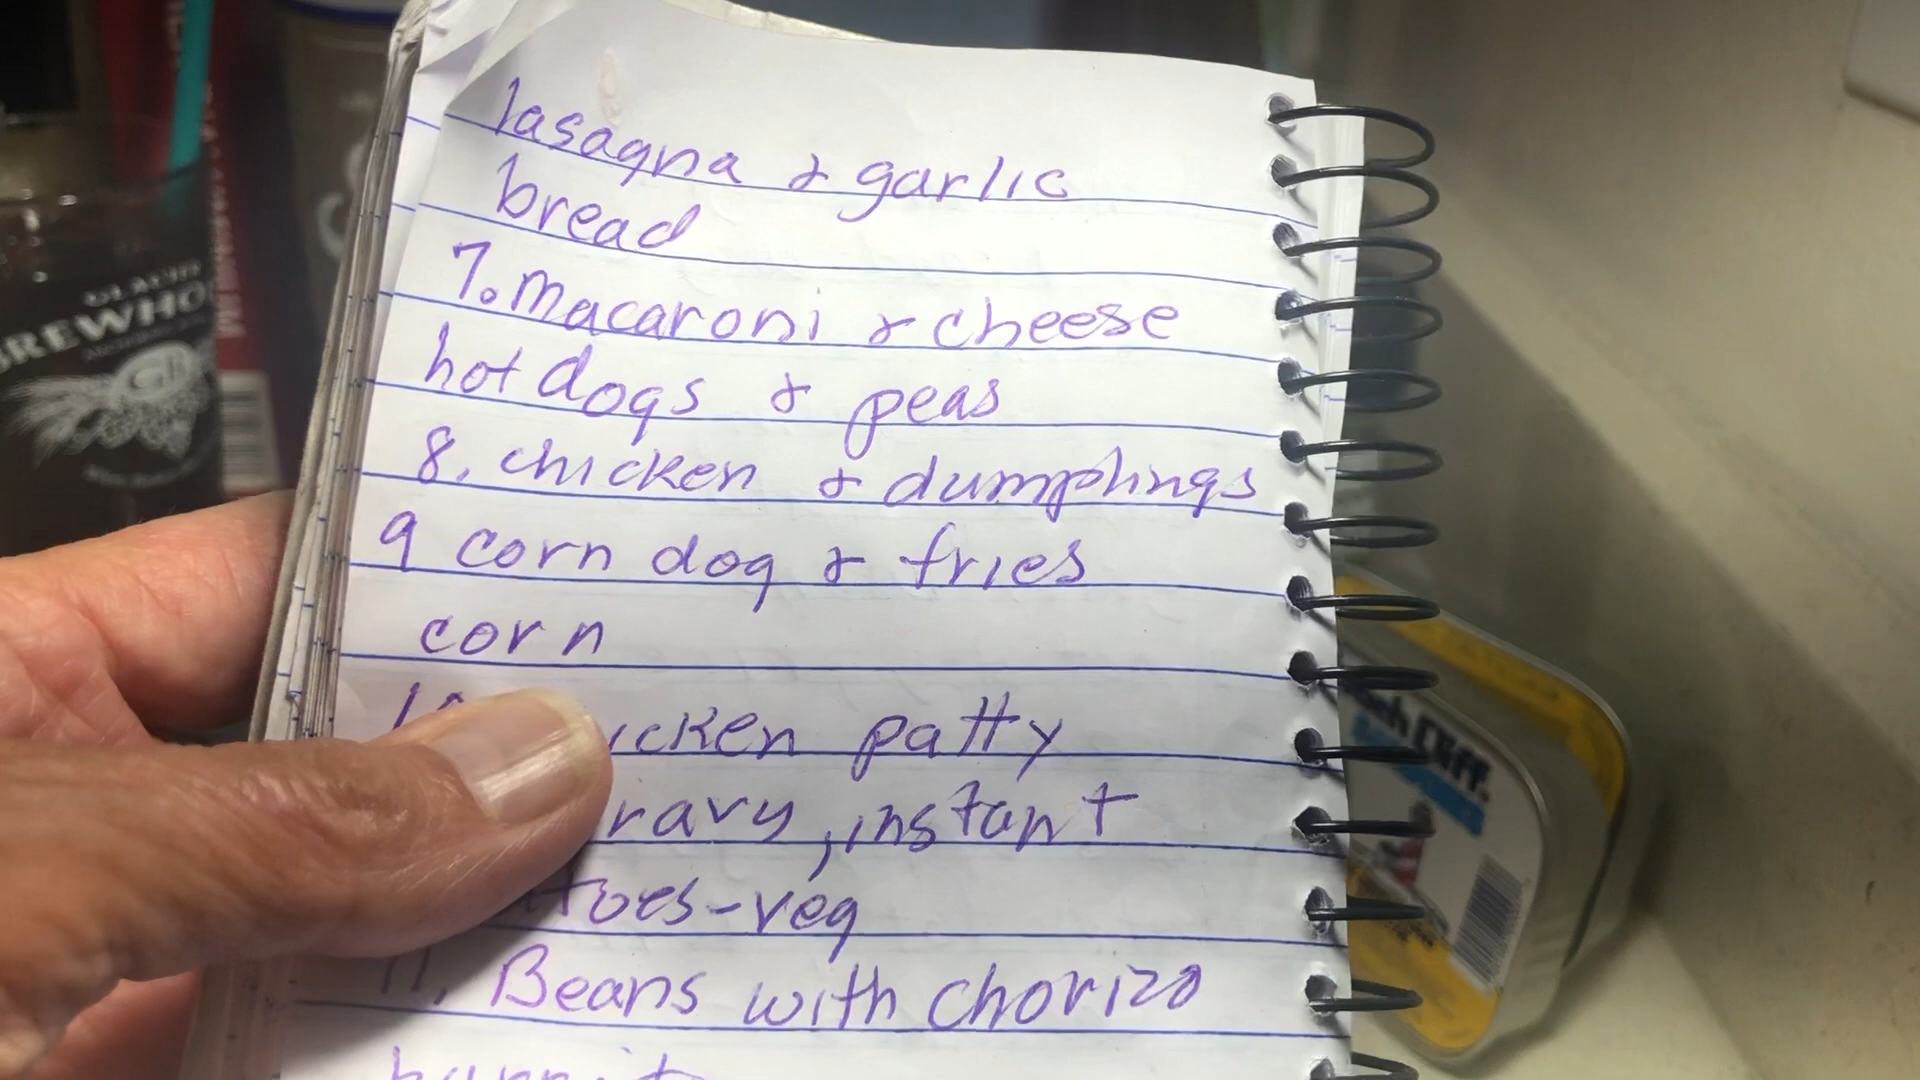 lasagna & garlic
bread
7. macaroni & cheese
hot dogs & peas
8. chicken & dumplings
9 corn dog & fries
corn
patty
, instant
-veg
11. Beans with chorizo
BREWHO